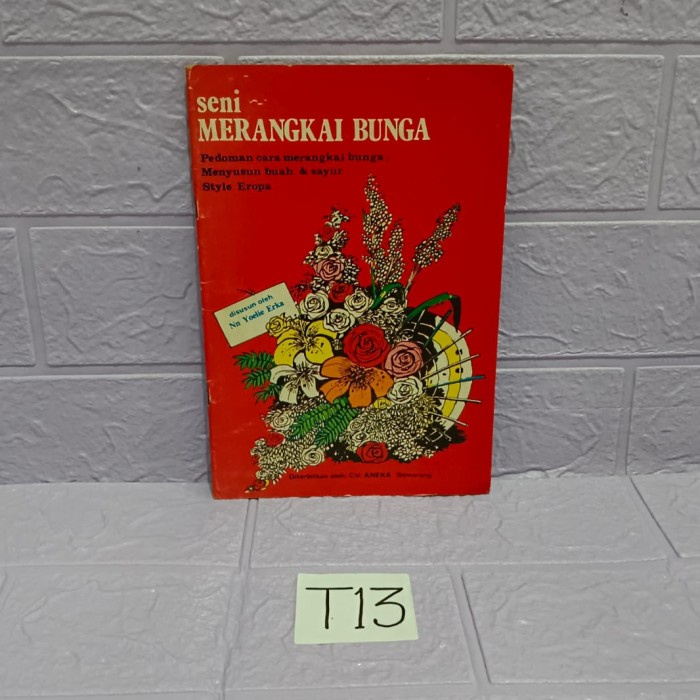 seni
MERANGKAI BUNGA
Pedoman cara merangkai bunga
Menyusun buah & sayur
Style Eropa
disusun oleh
Nn Yoelie Erka
Diterbitkan oleh: CV. ANEKA Semarang
T13